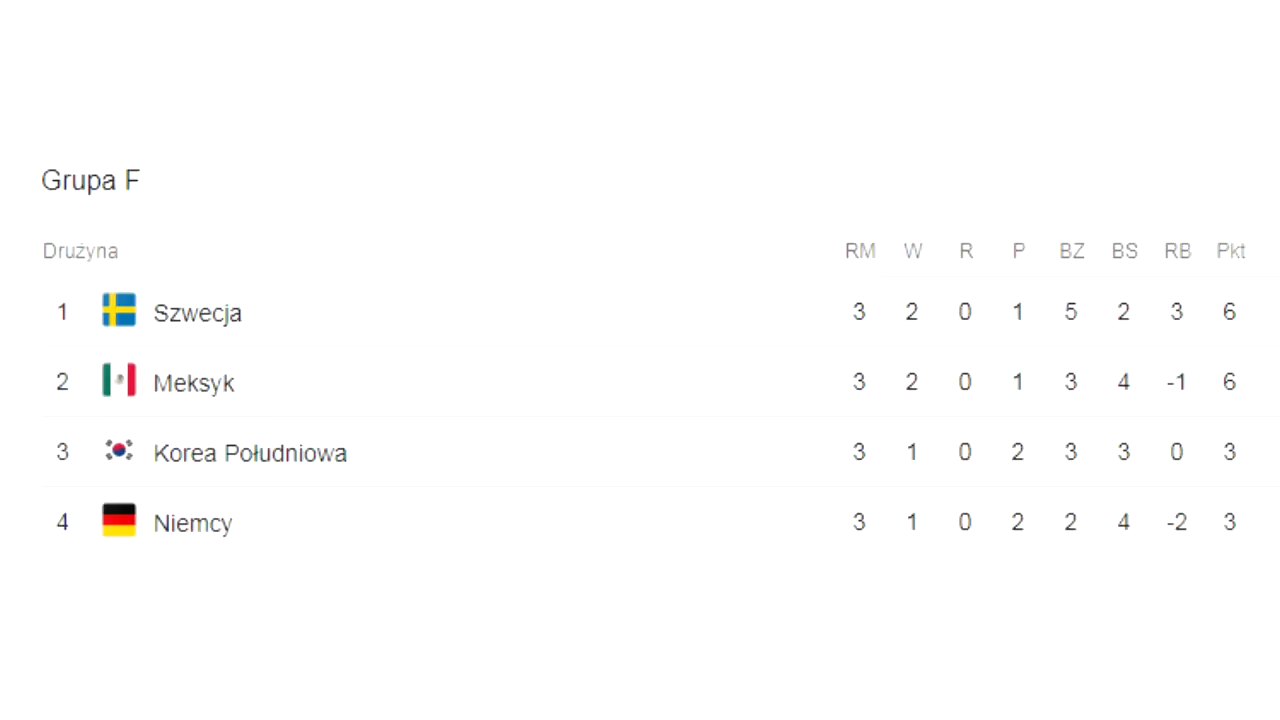 Grupa F
Drużyna RM W R P BZ BS RB Pkt
1 Szwecja 3 2 0 1 5 2 3 6
2 Meksyk 3 2 0 1 3 4 -1 6
3 Korea Południowa 3 1 0 2 3 3 0 3
4 Niemcy 3 1 0 2 2 4 -2 3